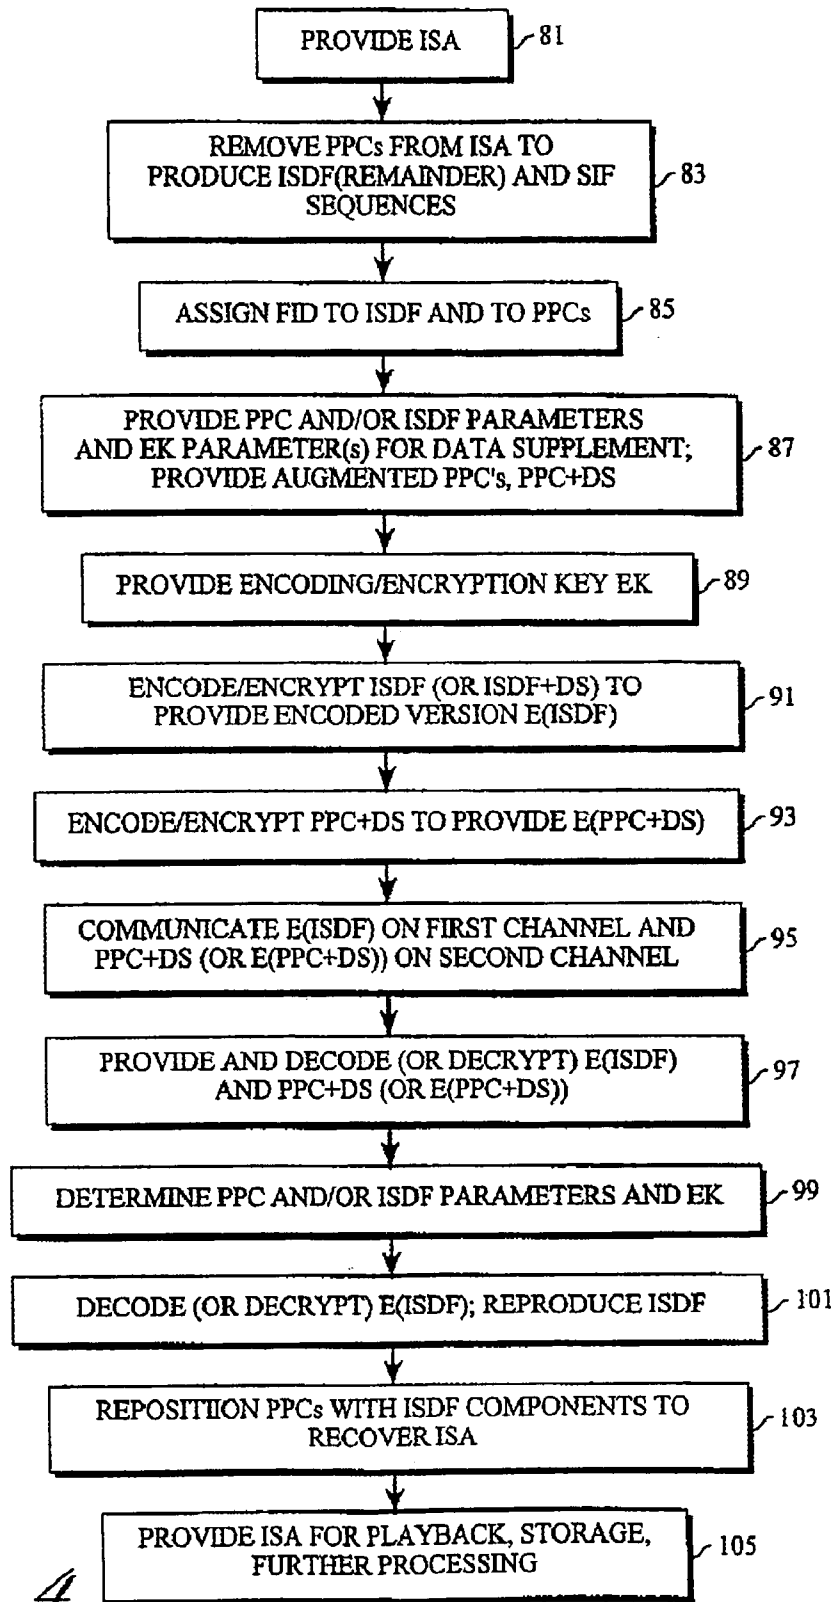 PROVIDE ISA
81
REMOVE PPCs FROM ISA TO
PRODUCE ISDF(REMAINDER) AND SIF
SEQUENCES
83
ASSIGN FID TO ISDF AND TO PPCs
85
PROVIDE PPC AND/OR ISDF PARAMETERS
AND EK PARAMETER(s) FOR DATA SUPPLEMENT;
PROVIDE AUGMENTED PPC's, PPC+DS
87
PROVIDE ENCODING/ENCRYPTION KEY EK
89
ENCODE/ENCRYPT ISDF (OR ISDF+DS) TO
PROVIDE ENCODED VERSION E(ISDF)
91
ENCODE/ENCRYPT PPC+DS TO PROVIDE E(PPC+DS)
93
COMMUNICATE E(ISDF) ON FIRST CHANNEL AND
PPC+DS (OR E(PPC+DS)) ON SECOND CHANNEL
95
PROVIDE AND DECODE (OR DECRYPT) E(ISDF)
AND PPC+DS (OR E(PPC+DS))
97
DETERMINE PPC AND/OR ISDF PARAMETERS AND EK
99
DECODE (OR DECRYPT) E(ISDF); REPRODUCE ISDF
101
REPOSITIION PPCs WITH ISDF COMPONENTS TO
RECOVER ISA
103
PROVIDE ISA FOR PLAYBACK, STORAGE,
FURTHER PROCESSING
105
4